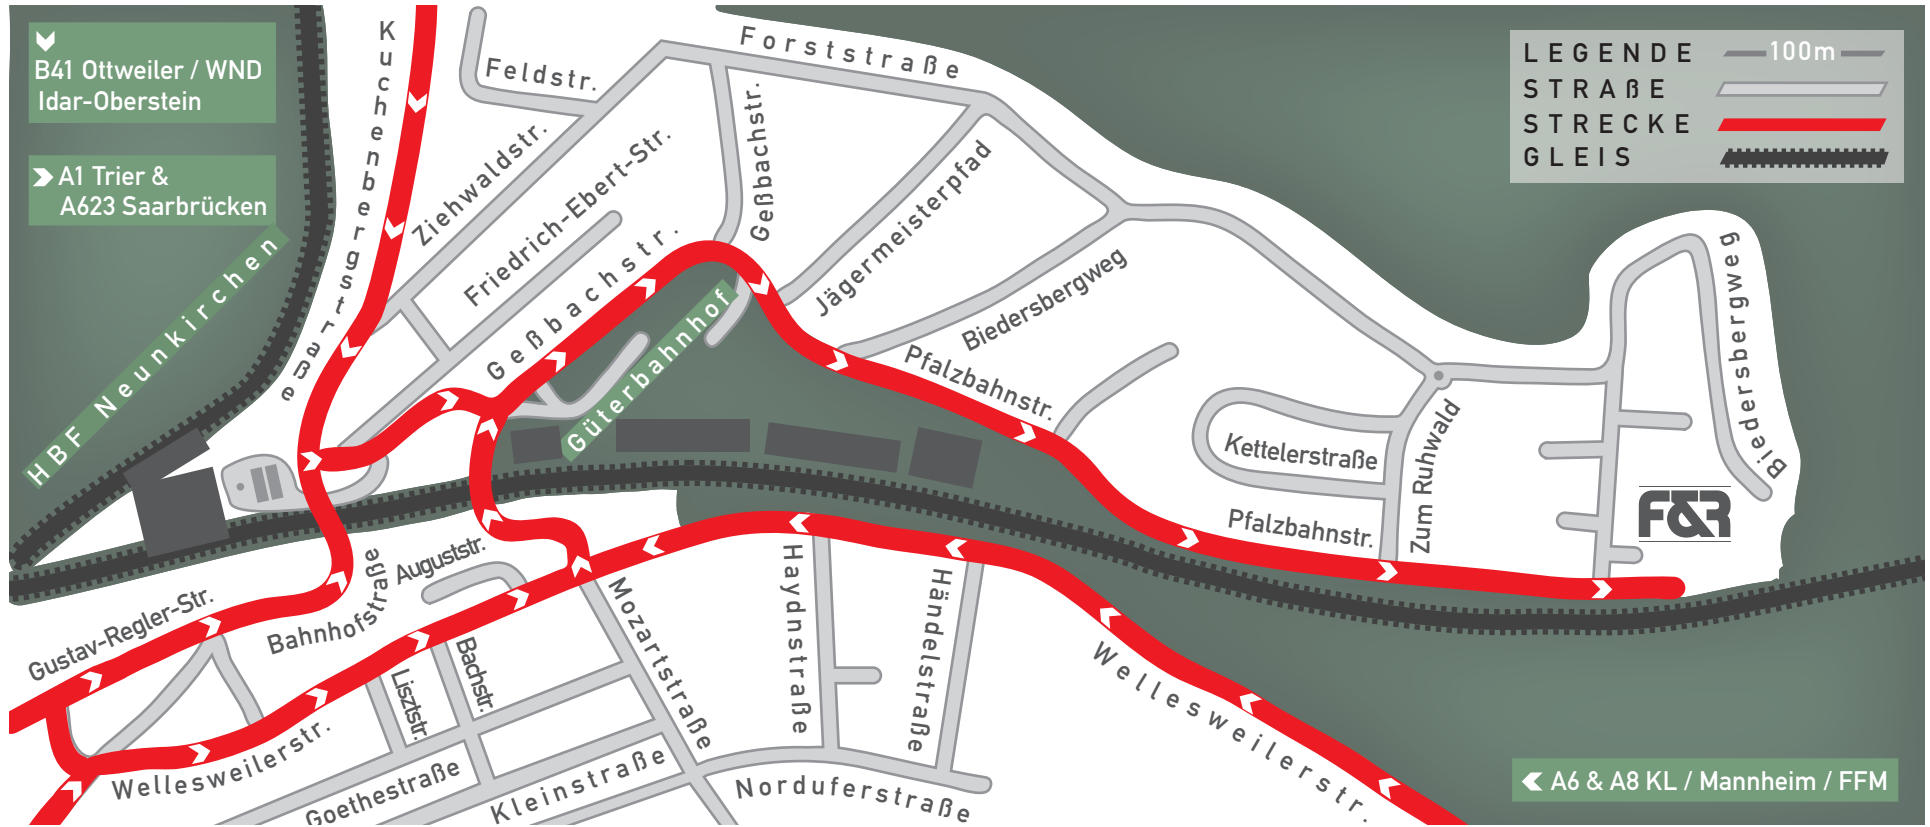 B41 Ottweiler / WND
Idar-Oberstein
A1 Trier &
A623 Saarbrücken
HBF Neunkirchen
Kuchenbergstraße
Feldstr.
Forststraße
Ziehwaldstr.
Friedrich-Ebert-Str.
Geßbachstr.
Geßbachstr.
Jägermeisterpfad
Biedersbergweg
Güterbahnhof
Pfalzbahnstr.
LEGENDE 100m
STRAßE
STRECKE
GLEIS
Biedersbergweg
Kettelerstraße
Zum Ruhwald
Pfalzbahnstr.
F&R
Gustav-Regler-Str.
Bahnhofstraße
Auguststr.
Mozartstraße
Haydnstraße
Händelstraße
Bachstr.
Lisztstr.
Wellesweilerstr.
Wellesweilerstr.
Goethestraße
Kleinstraße
Norduferstraße
A6 & A8 KL / Mannheim / FFM